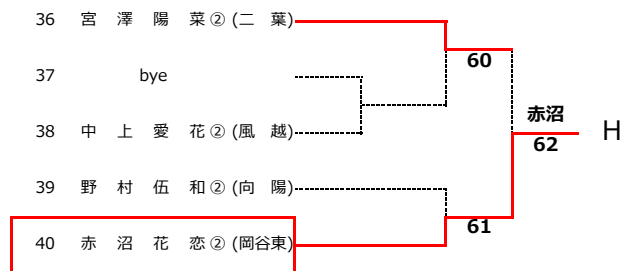 36 宮 澤 陽 菜② (二 葉)
60
37 bye
赤沼
H
38 中 上 愛 花② (風 越)
62
39 野 村 伍 和② (向 陽)
61
40 赤 沼 花 恋② (岡谷東)